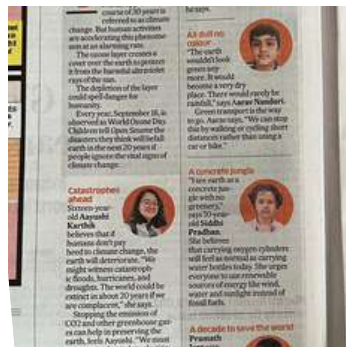 course of 30 years is
referred to as climate
change. But human activities
are accelerating this phenome-
non at an alarming rate.
The ozone layer creates a
cover over the earth to protect
it from the harmful ultraviolet
rays of the sun.
The depletion of the layer
could spell danger for
humanity.
Every year, September 16, is
observed as World Ozone Day.
Children tell Open Sesame the
disasters they think will befall
earth in the next 20 years if
people ignore the vital signs of
climate change.
Catastrophes
ahead
Sixteen-year-
old Aayushi
Karthik
believes that if
humans don't pay
heed to climate change, the
earth will deteriorate. "We
might witness catastroph-
ic floods, hurricanes, and
droughts. The world could be
extinct in about 20 years if we
are complacent," she says.
Stopping the emission of
CO2 and other greenhouse gas-
es can help in preserving the
earth, feels Aayushi. "We must
he says.
All dull no
colour
"The earth
wouldn't look
green any
more. It would
become a very dry
place. There would rarely be
rainfall," says Aarav Nanduri.
Green transport is the way
to go. Aarav says, "We can stop
this by walking or cycling short
distances rather than using a
car or bike."
A concrete jungle
"I see earth as a
concrete jun-
gle with no
greenery,"
says 10-year-
old Siddhi
Pradhan.
She believes
that carrying oxygen cylinders
will feel as normal as carrying
water bottles today. She urges
everyone to use renewable
sources of energy like wind,
water and sunlight instead of
fossil fuels.
A decade to save the world
Pramath